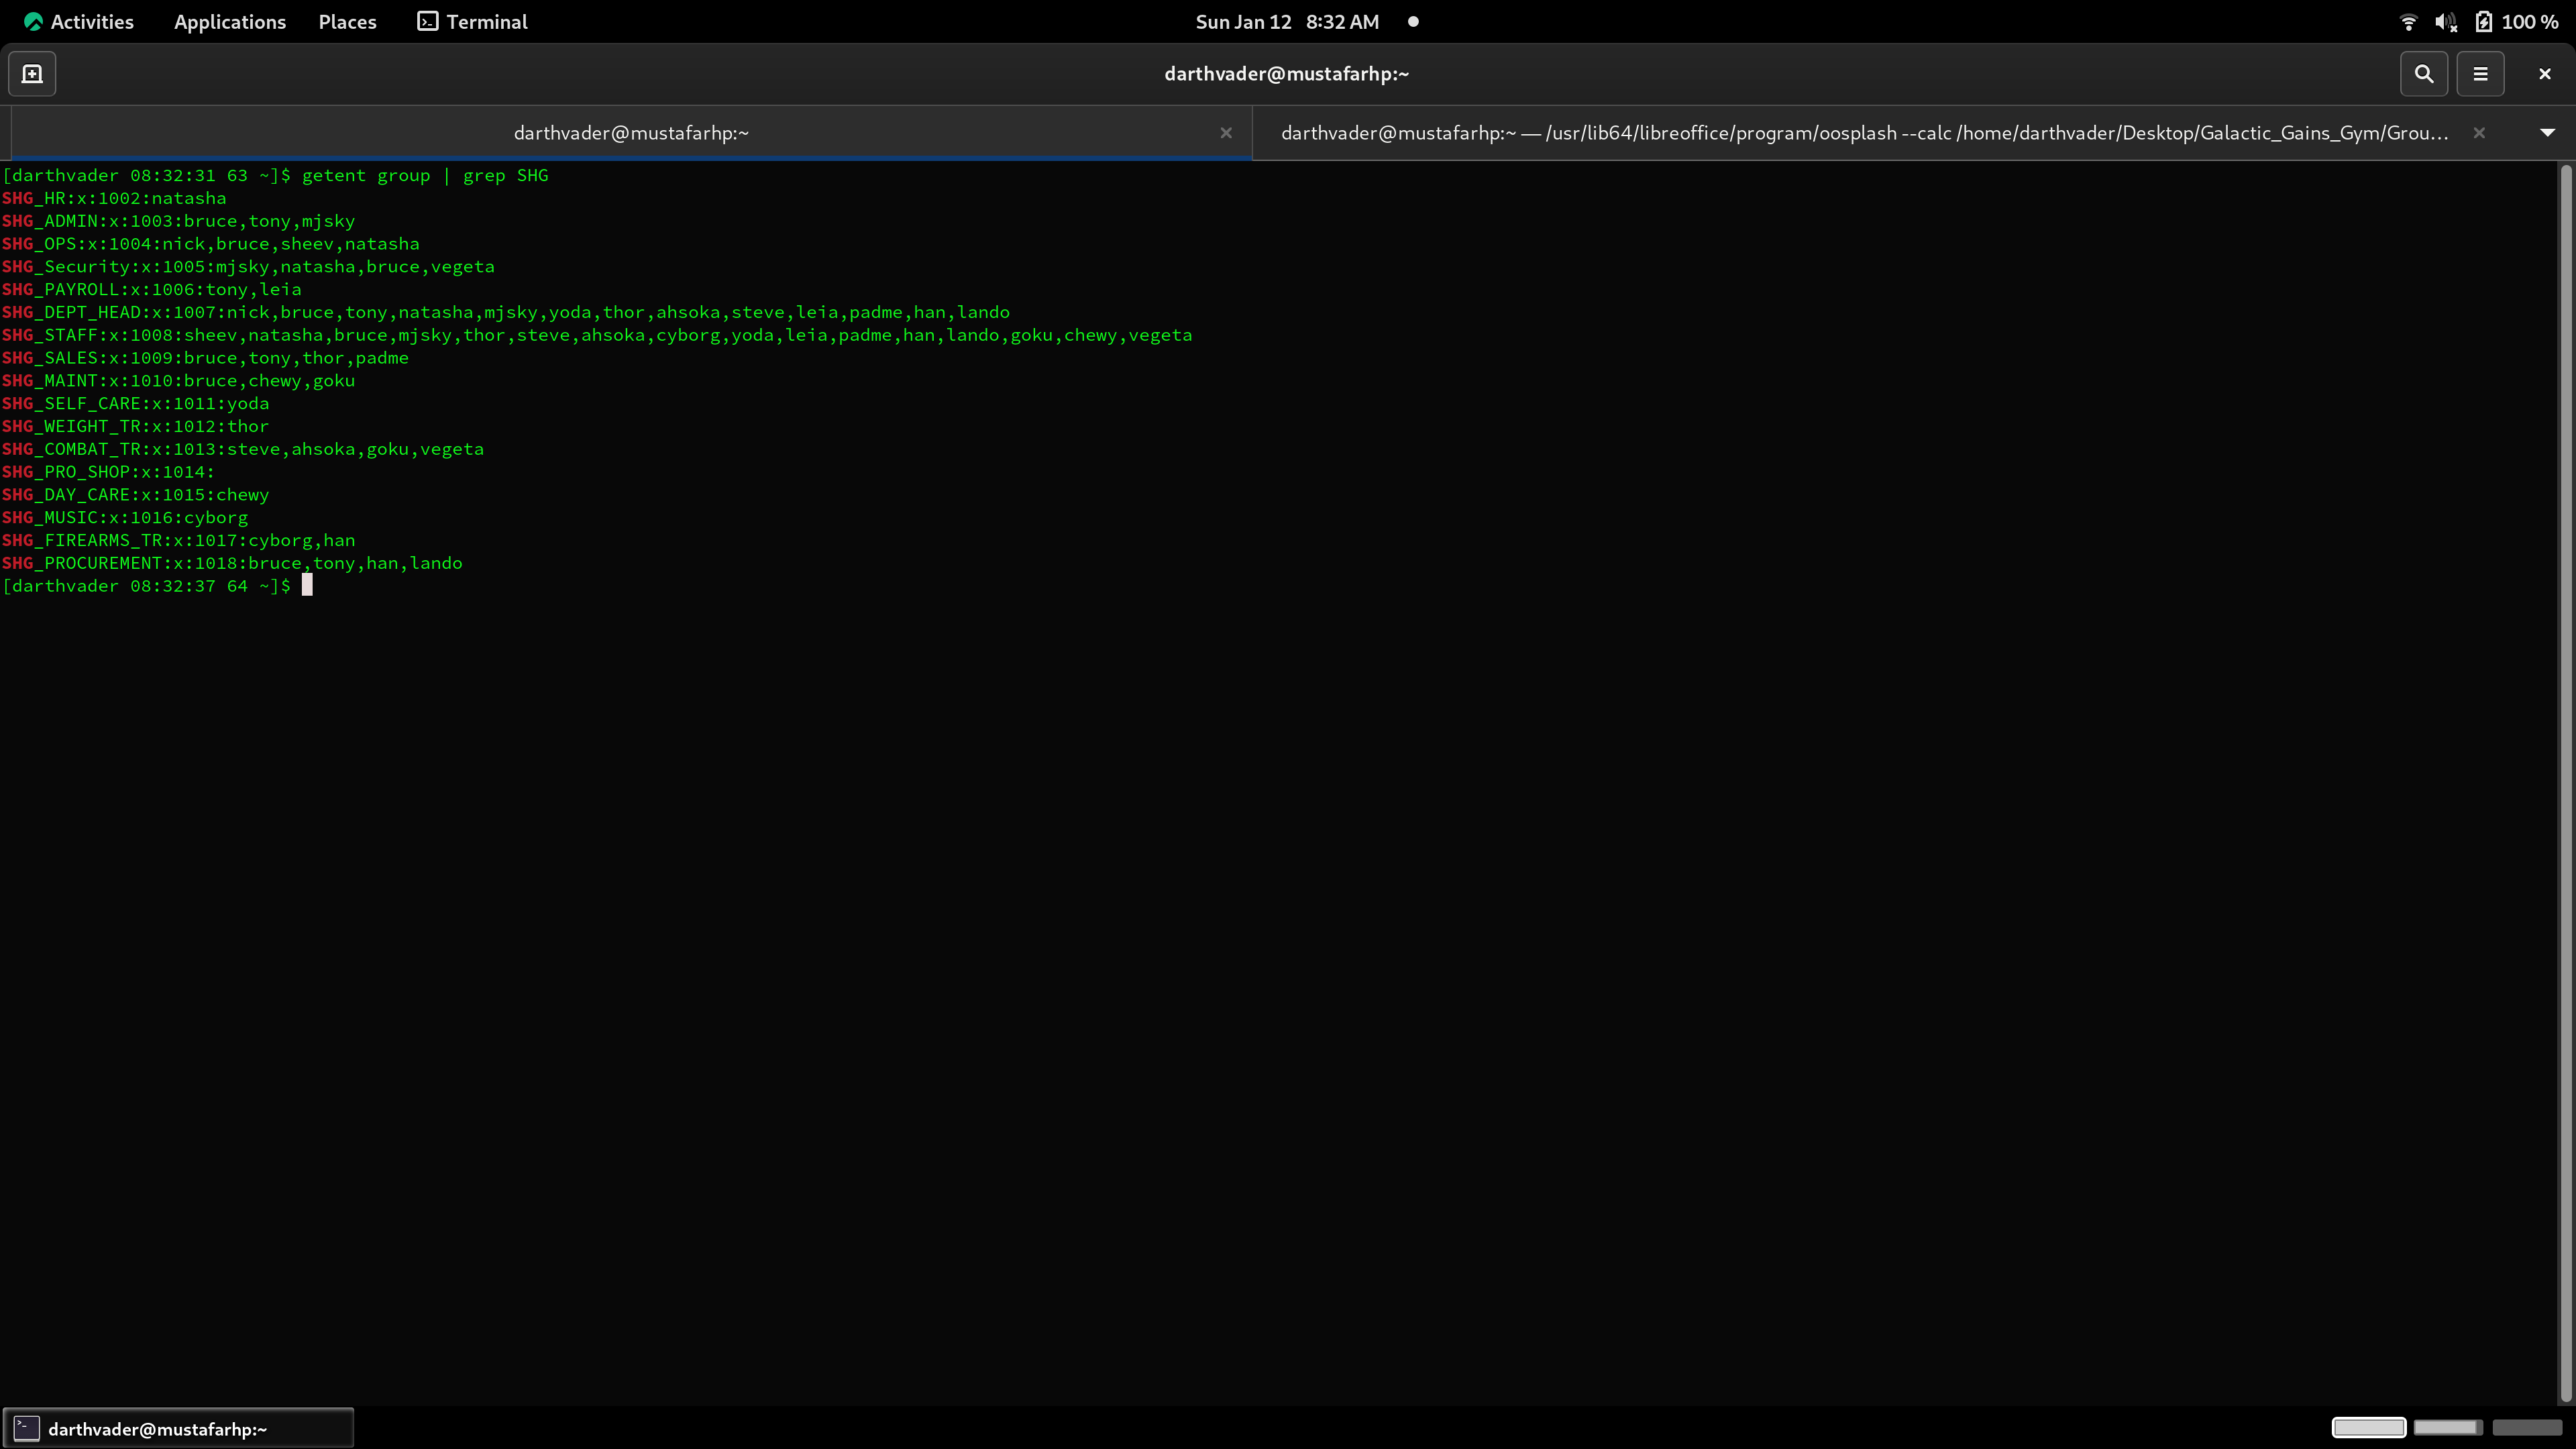 Activities Applications Places Terminal Sun Jan 12 8:32 AM 100 %
darthvader@mustafarhp:~
darthvader@mustafarhp:~ darthvader@mustafarhp:~ — /usr/lib64/libreoffice/program/oosplash --calc /home/darthvader/Desktop/Galactic_Gains_Gym/Grou…
[darthvader 08:32:31 63 ~]$ getent group | grep SHG
SHG_HR:x:1002:natasha
SHG_ADMIN:x:1003:bruce,tony,mjsky
SHG_OPS:x:1004:nick,bruce,sheev,natasha
SHG_Security:x:1005:mjsky,natasha,bruce,vegeta
SHG_PAYROLL:x:1006:tony,leia
SHG_DEPT_HEAD:x:1007:nick,bruce,tony,natasha,mjsky,yoda,thor,ahsoka,steve,leia,padme,han,lando
SHG_STAFF:x:1008:sheev,natasha,bruce,mjsky,thor,steve,ahsoka,cyborg,yoda,leia,padme,han,lando,goku,chewy,vegeta
SHG_SALES:x:1009:bruce,tony,thor,padme
SHG_MAINT:x:1010:bruce,chewy,goku
SHG_SELF_CARE:x:1011:yoda
SHG_WEIGHT_TR:x:1012:thor
SHG_COMBAT_TR:x:1013:steve,ahsoka,goku,vegeta
SHG_PRO_SHOP:x:1014:
SHG_DAY_CARE:x:1015:chewy
SHG_MUSIC:x:1016:cyborg
SHG_FIREARMS_TR:x:1017:cyborg,han
SHG_PROCUREMENT:x:1018:bruce,tony,han,lando
[darthvader 08:32:37 64 ~]$
darthvader@mustafarhp:~